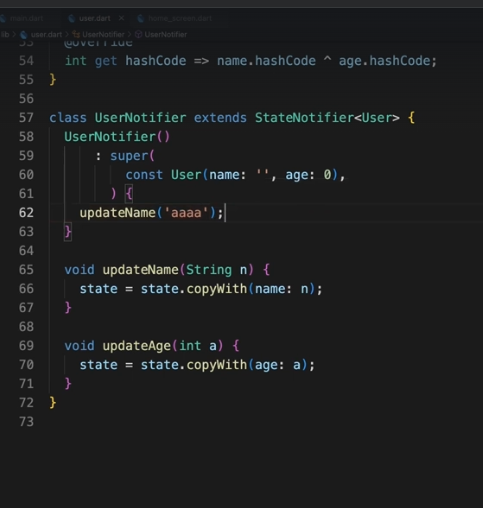 main.dart user.dart × home_screen.dart
lib > user.dart > UserNotifier > UserNotifier
53 @override
54 int get hashCode => name.hashCode ^ age.hashCode;
55 }
56
57 class UserNotifier extends StateNotifier<User> {
58 UserNotifier()
59 : super(
60 const User(name: '', age: 0),
61 ) {
62 updateName('aaaa');
63 }
64
65 void updateName(String n) {
66 state = state.copyWith(name: n);
67 }
68
69 void updateAge(int a) {
70 state = state.copyWith(age: a);
71 }
72 }
73